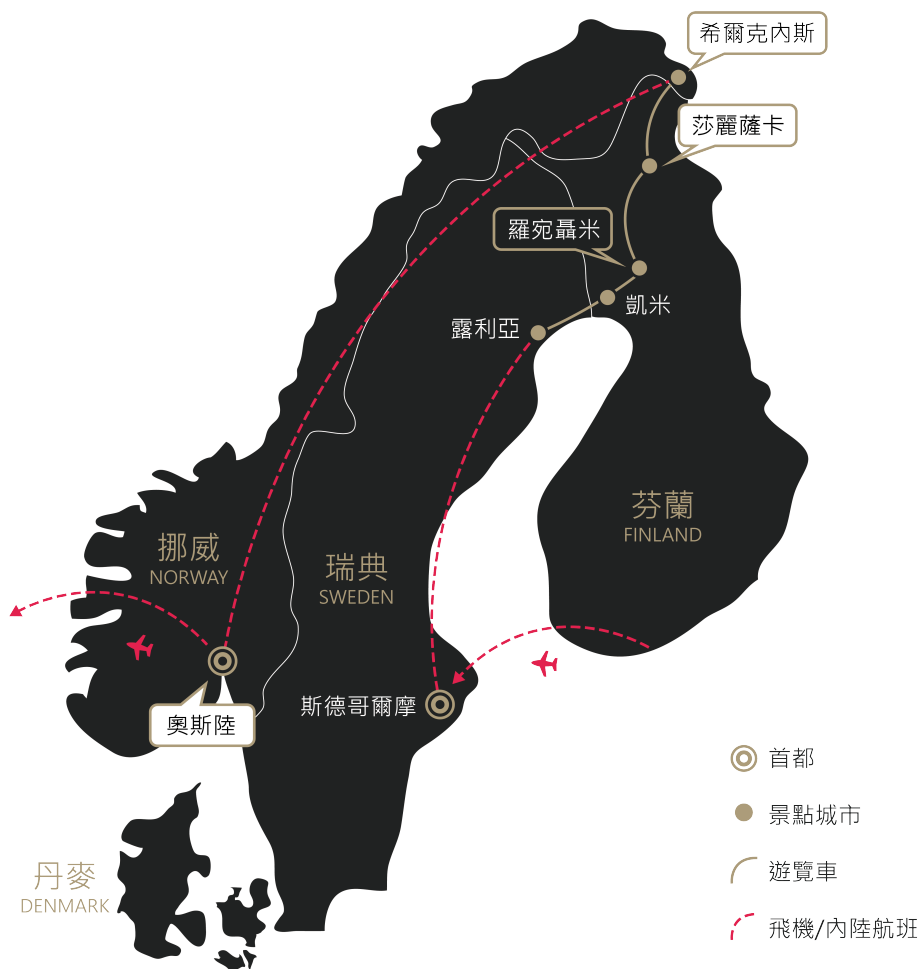 希爾克內斯
莎麗薩卡
羅宛聶米
凱米
露利亞
芬蘭
FINLAND
挪威
NORWAY
瑞典
SWEDEN
斯德哥爾摩
奧斯陸
首都
景點城市
遊覽車
飛機/內陸航班
丹麥
DENMARK